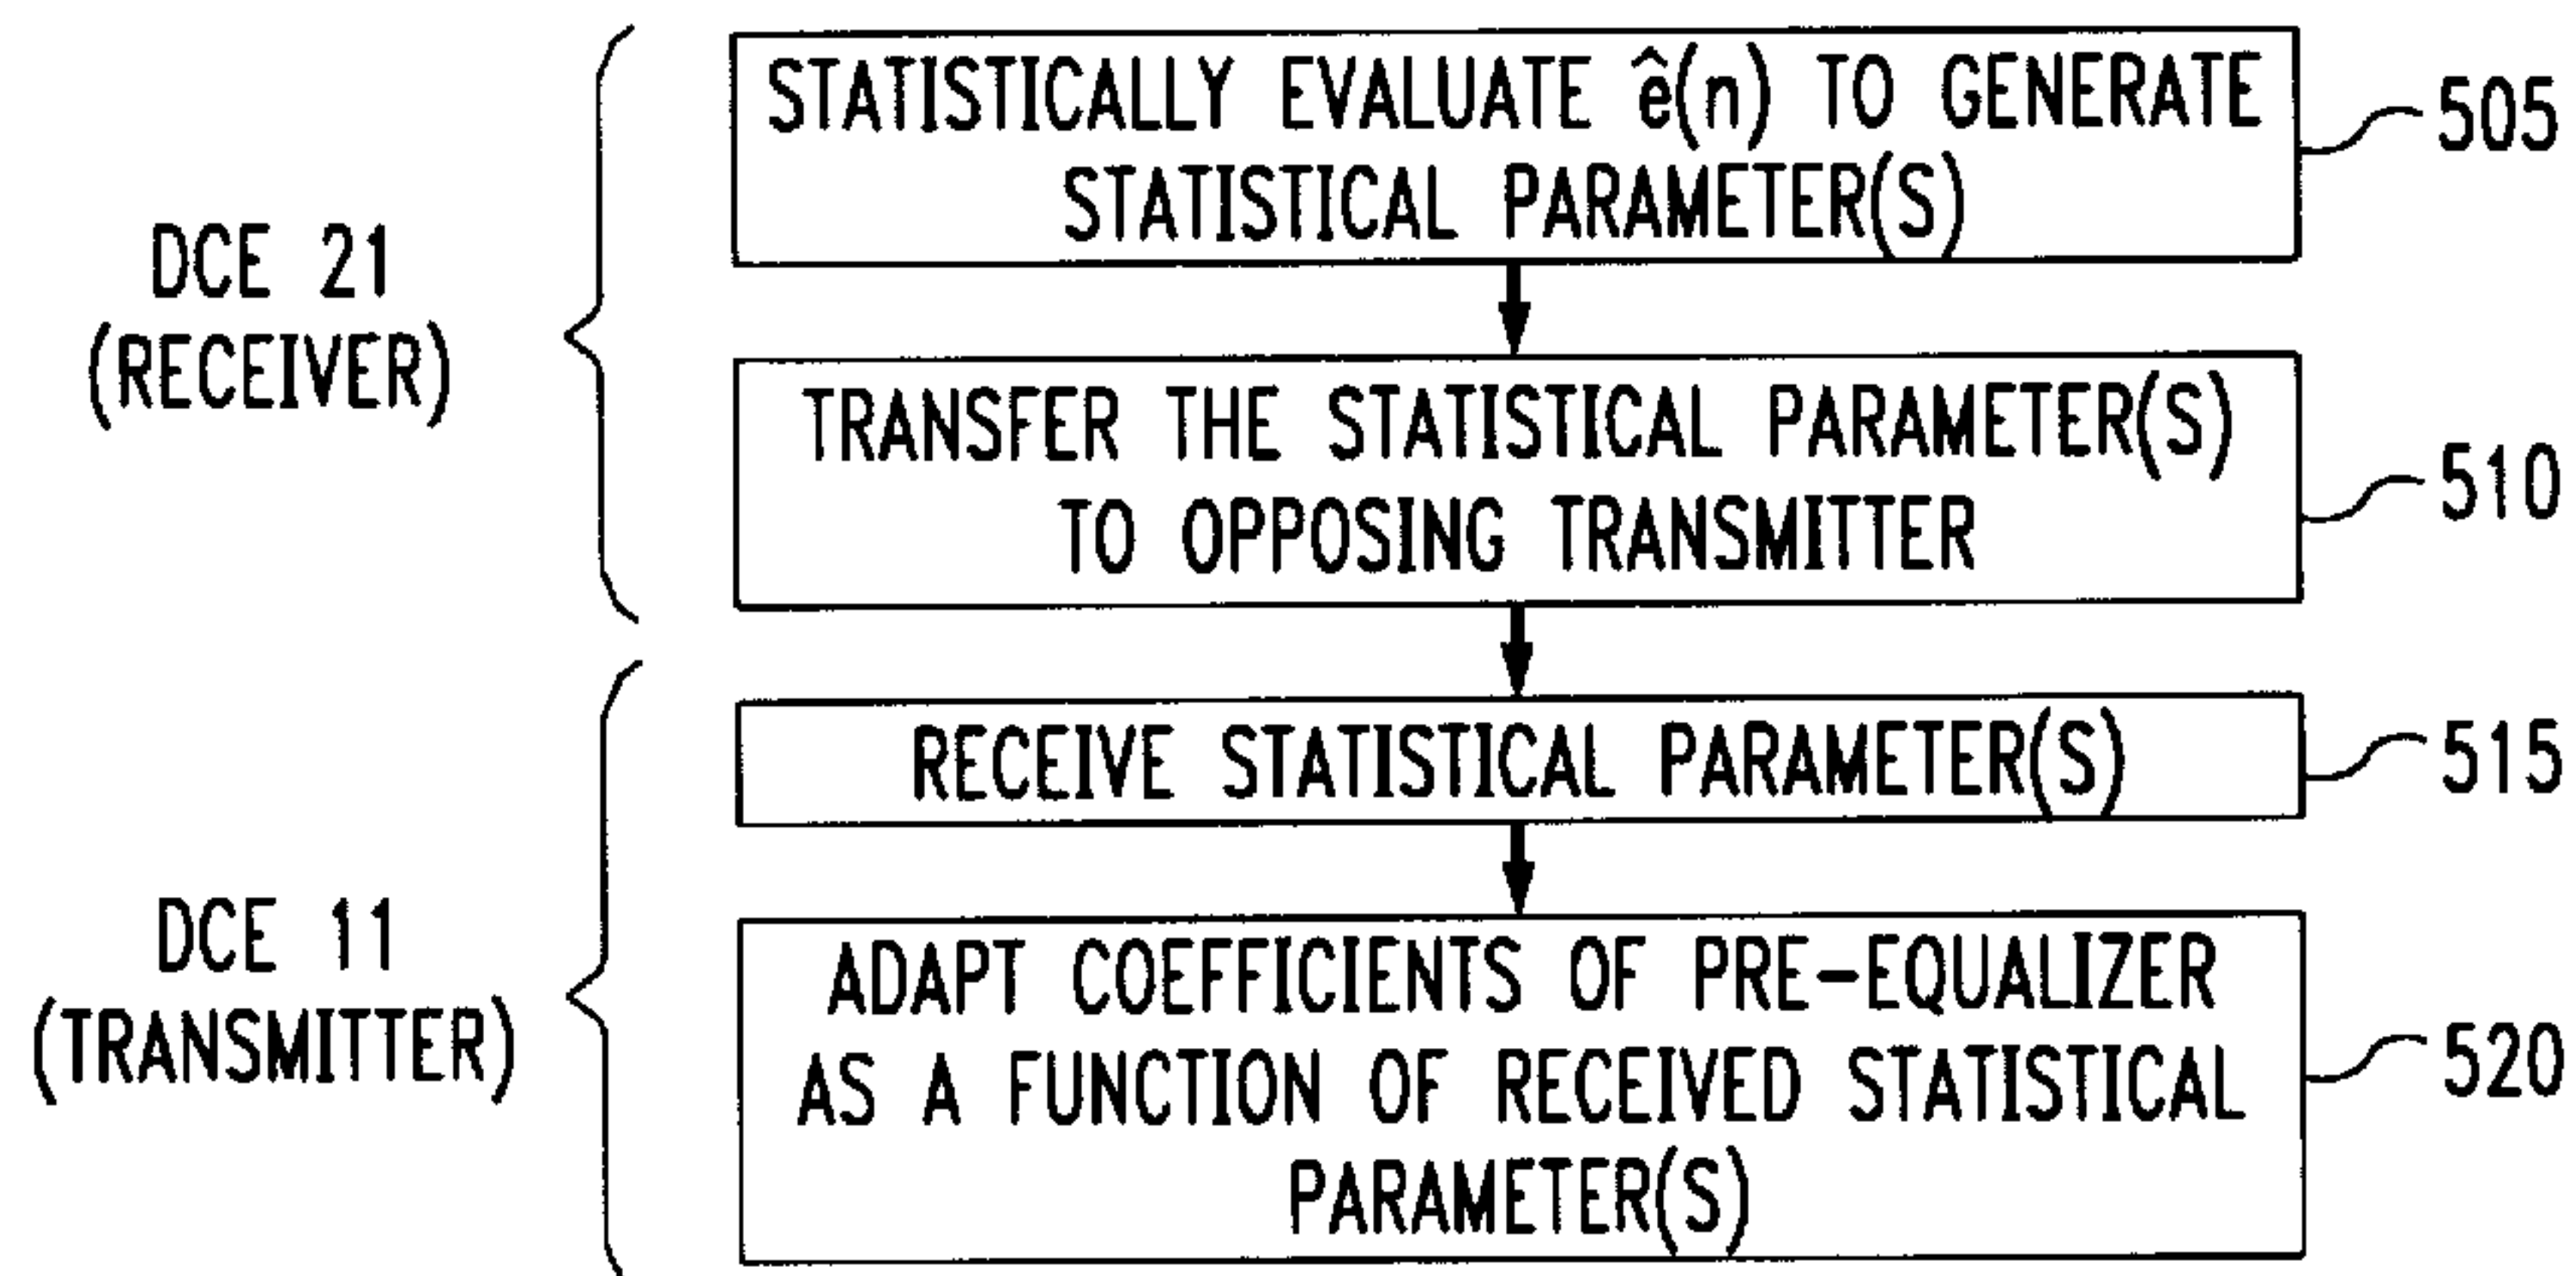 DCE 21
(RECEIVER)
STATISTICALLY EVALUATE ê(n) TO GENERATE
STATISTICAL PARAMETER(S)
505
TRANSFER THE STATISTICAL PARAMETER(S)
TO OPPOSING TRANSMITTER
510
DCE 11
(TRANSMITTER)
RECEIVE STATISTICAL PARAMETER(S)
515
ADAPT COEFFICIENTS OF PRE-EQUALIZER
AS A FUNCTION OF RECEIVED STATISTICAL
PARAMETER(S)
520